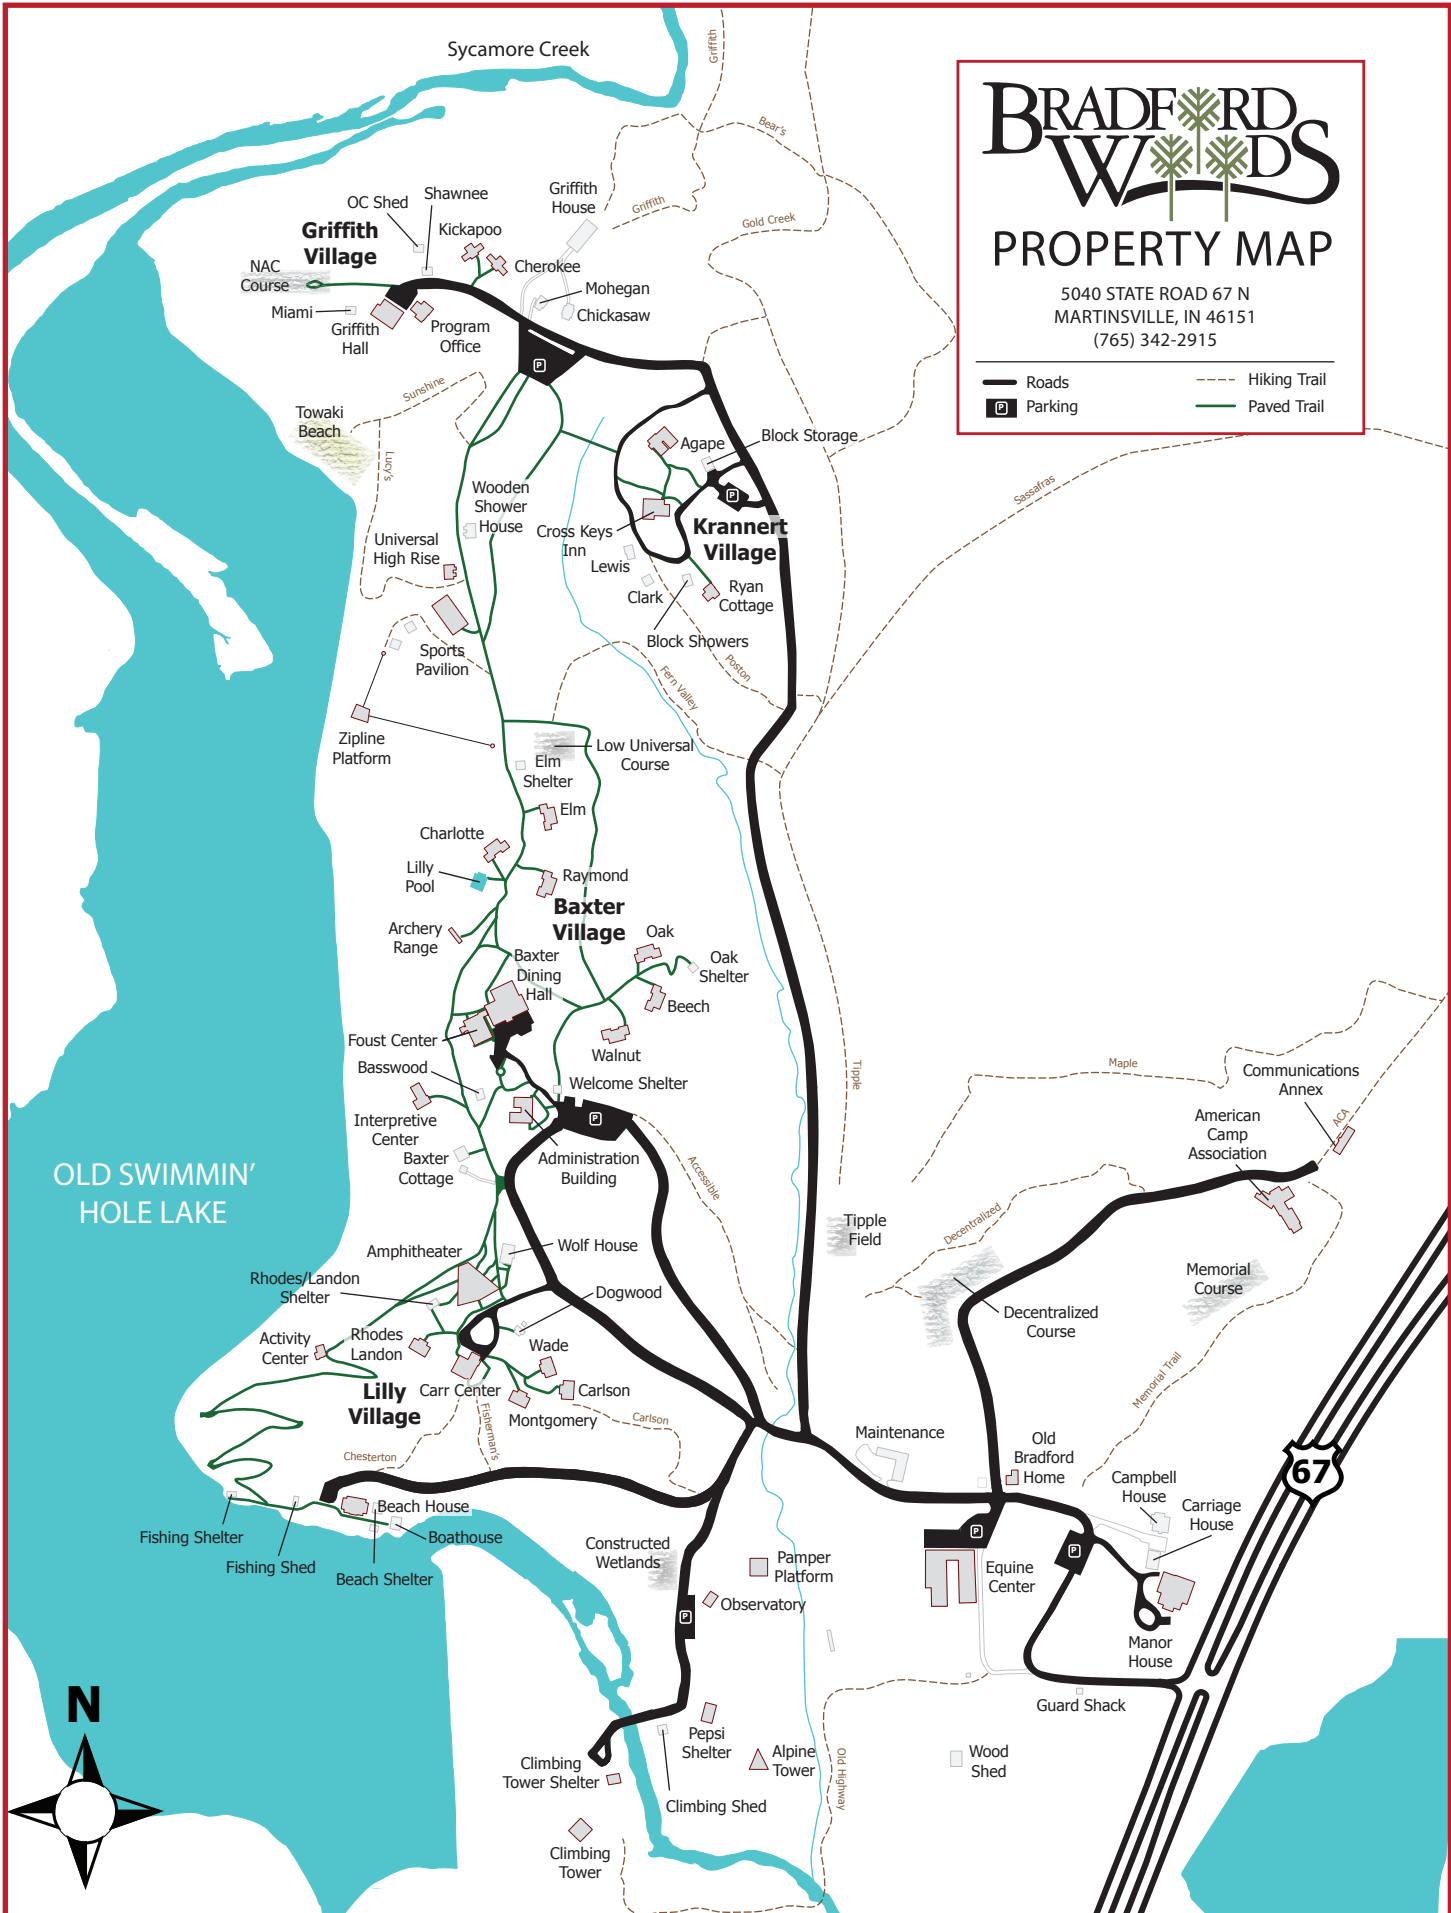 Sycamore Creek
BRADFORD
WOODS
PROPERTY MAP
5040 STATE ROAD 67 N
MARTINSVILLE, IN 46151
(765) 342-2915
Roads
Hiking Trail
P
Parking
Paved Trail
Griffith
Bear's
Griffith
Gold Creek
Griffith
House
OC Shed
Shawnee
Griffith
Village
Kickapoo
NAC
Course
Cherokee
Mohegan
Miami
Chickasaw
Griffith
Hall
Program
Office
P
Sunshine
Towaki
Beach
Lucy's
Agape
Block Storage
P
Wooden
Shower
House
Cross Keys
Inn
Krannert
Village
Universal
High Rise
Lewis
Clark
Ryan
Cottage
Block Showers
Sassafras
Sports
Pavilion
Poston
Fern Valley
Zipline
Platform
Low Universal
Course
Elm
Shelter
Elm
Charlotte
Lilly
Pool
Raymond
Baxter
Village
Archery
Range
Oak
Oak
Shelter
Baxter
Dining
Hall
Beech
Foust Center
Walnut
Basswood
Welcome Shelter
Tipple
Maple
Communications
Annex
ACA
American
Camp
Association
Interpretive
Center
P
Baxter
Cottage
Administration
Building
Accessible
OLD SWIMMIN'
HOLE LAKE
Tipple
Field
Decentralized
Amphitheater
Wolf House
Rhodes/Landon
Shelter
Dogwood
Memorial
Course
Decentralized
Course
Activity
Center
Rhodes
Landon
Wade
Lilly
Village
Carr Center
Carlson
Montgomery
Fisherman's
Carlson
Memorial Trail
Chesterton
Maintenance
Old
Bradford
Home
67
Campbell
House
Carriage
House
Beach House
Fishing Shelter
Boathouse
Fishing Shed
Beach Shelter
Constructed
Wetlands
Pamper
Platform
P
Equine
Center
P
Observatory
P
Manor
House
Guard Shack
N
Pepsi
Shelter
Alpine
Tower
Old Highway
Wood
Shed
Climbing
Tower Shelter
Climbing Shed
Climbing
Tower